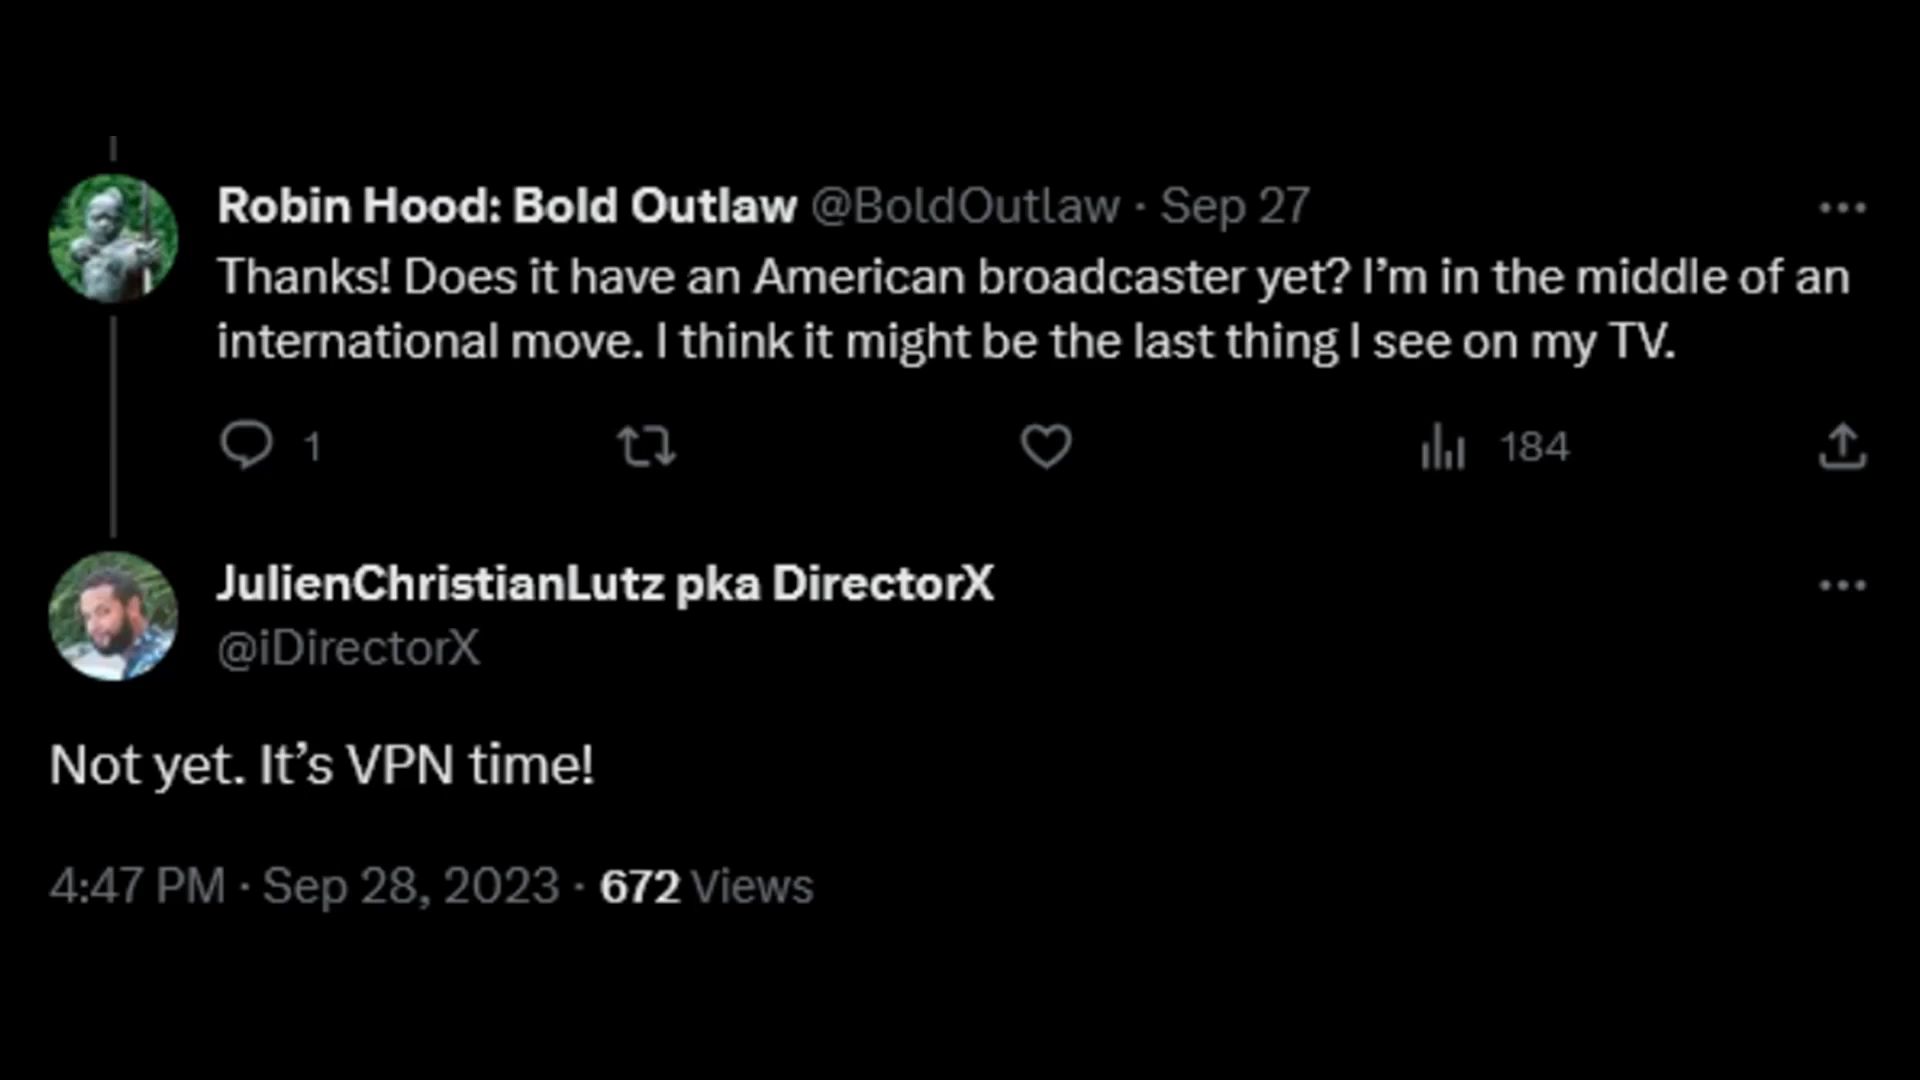 Robin Hood: Bold Outlaw @BoldOutlaw · Sep 27
Thanks! Does it have an American broadcaster yet? I’m in the middle of an
international move. I think it might be the last thing I see on my TV.
1 184
JulienChristianLutz pka DirectorX
@iDirectorX
Not yet. It’s VPN time!
4:47 PM · Sep 28, 2023 · 672 Views